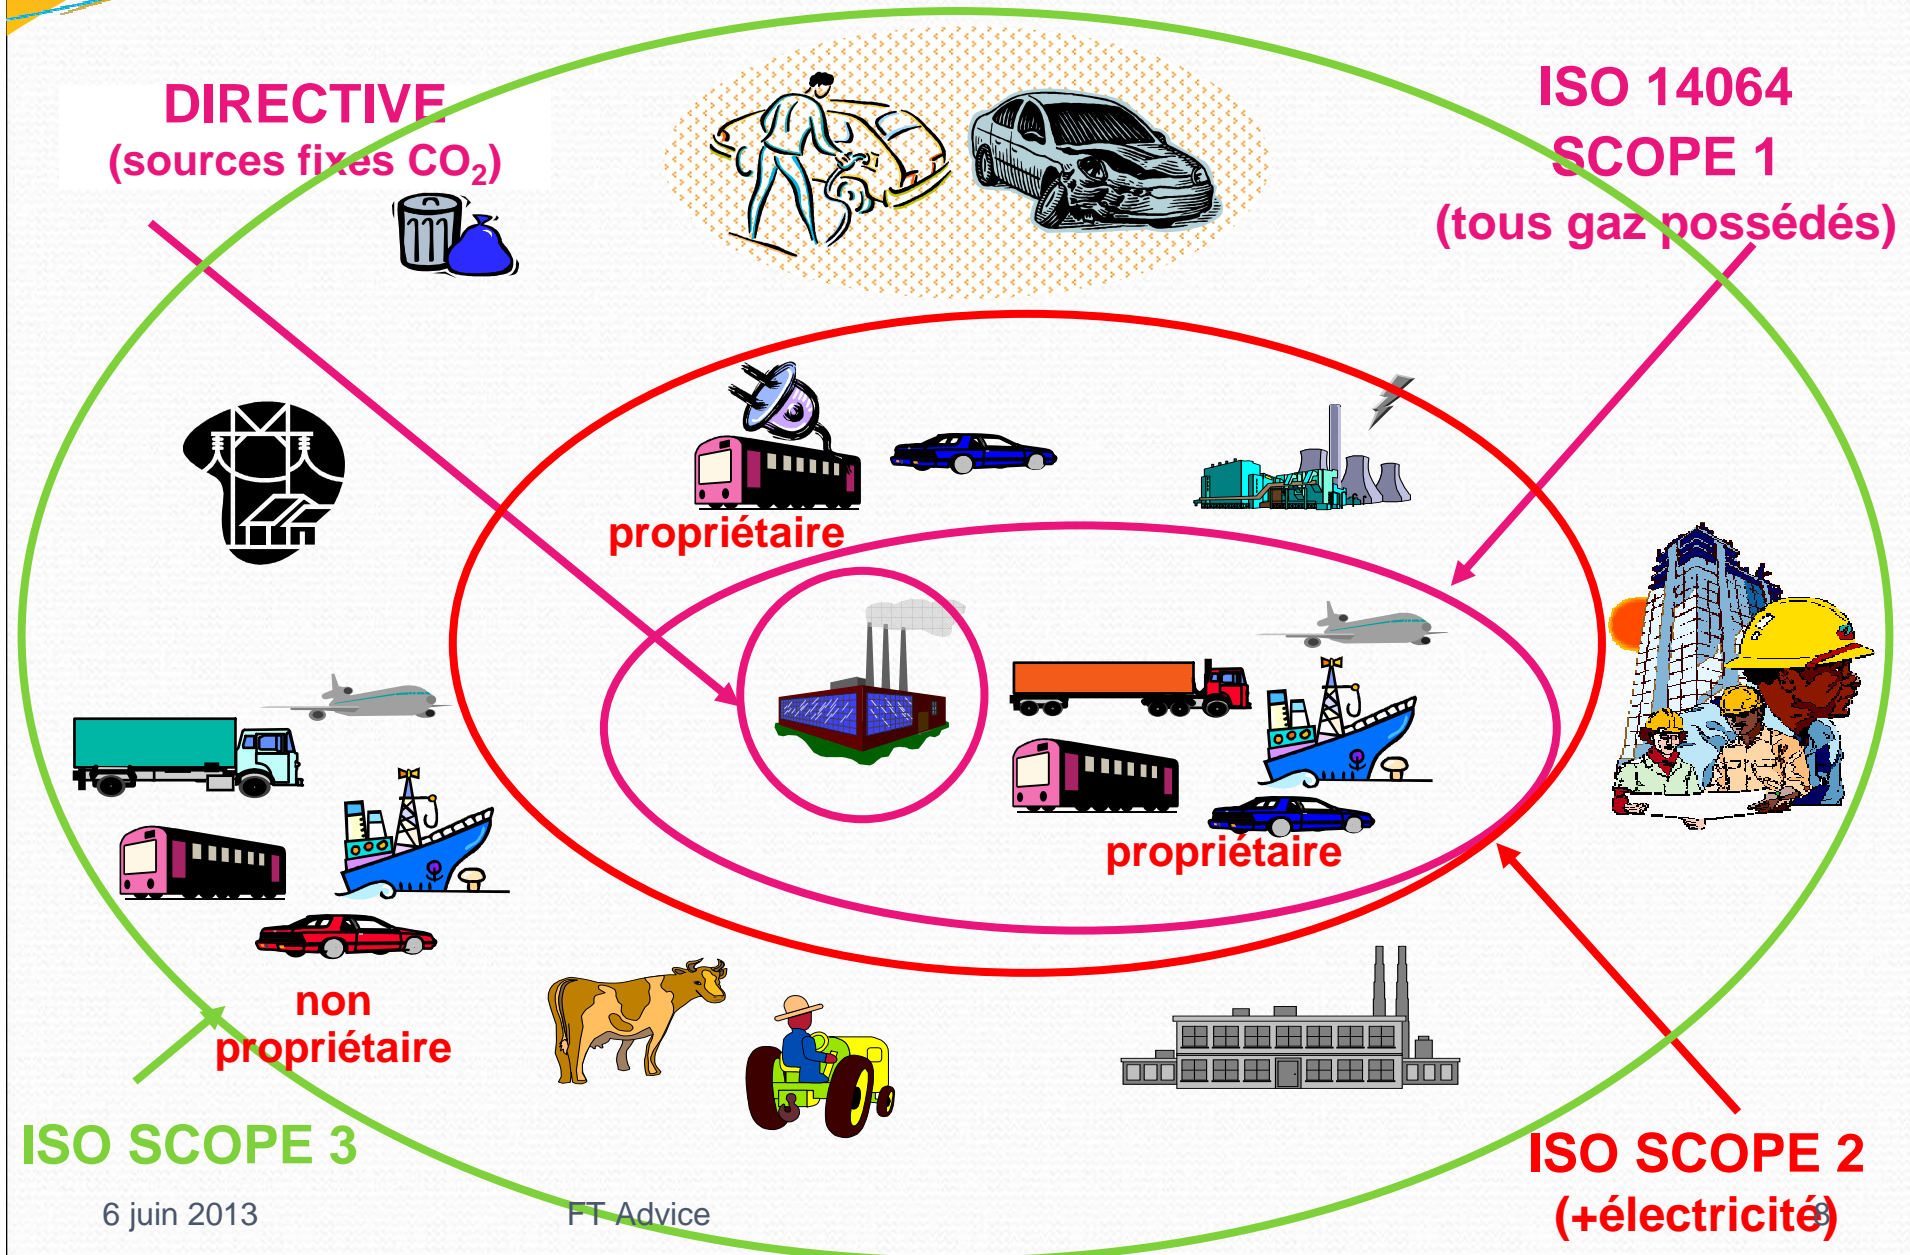 DIRECTIVE
(sources fixes CO₂)
ISO 14064
SCOPE 1
(tous gaz possédés)
propriétaire
propriétaire
non
propriétaire
ISO SCOPE 3
ISO SCOPE 2
(+électricité)
6 juin 2013
FT Advice
8